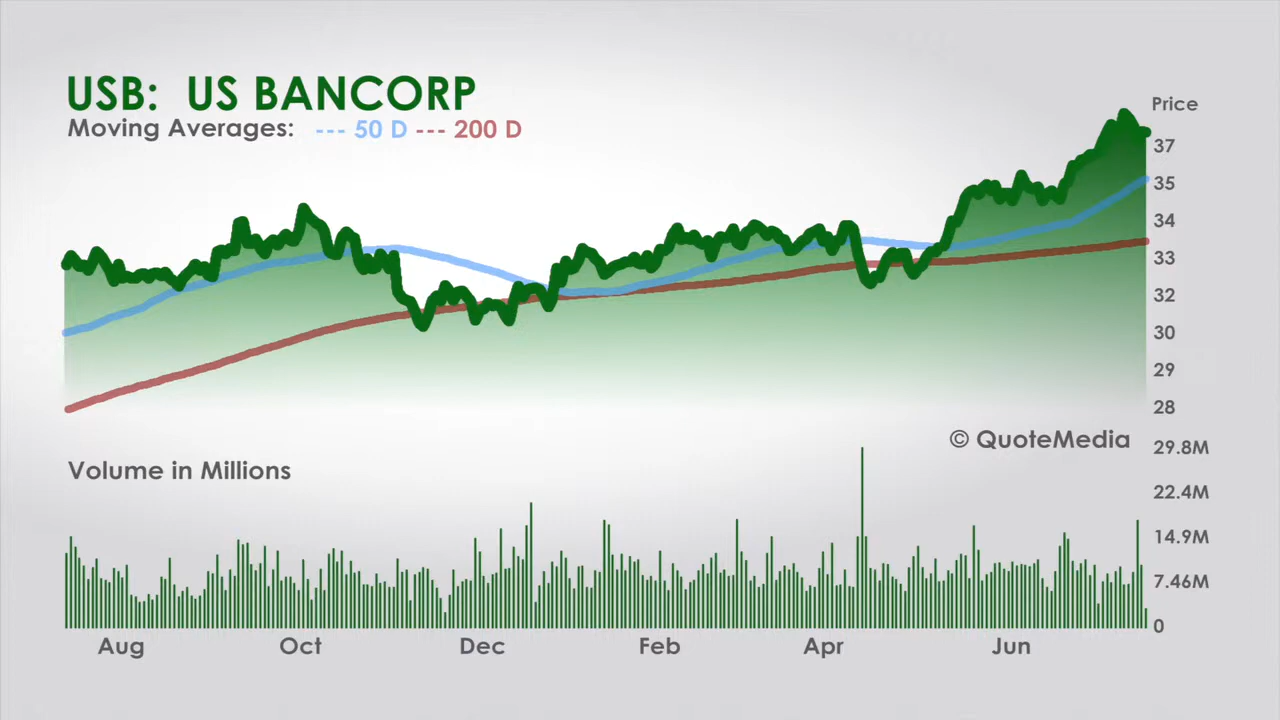 USB: US BANCORP
Moving Averages: --- 50 D --- 200 D
Price
37
35
34
33
32
30
29
28
© QuoteMedia
Volume in Millions
29.8M
22.4M
14.9M
7.46M
0
Aug Oct Dec Feb Apr Jun